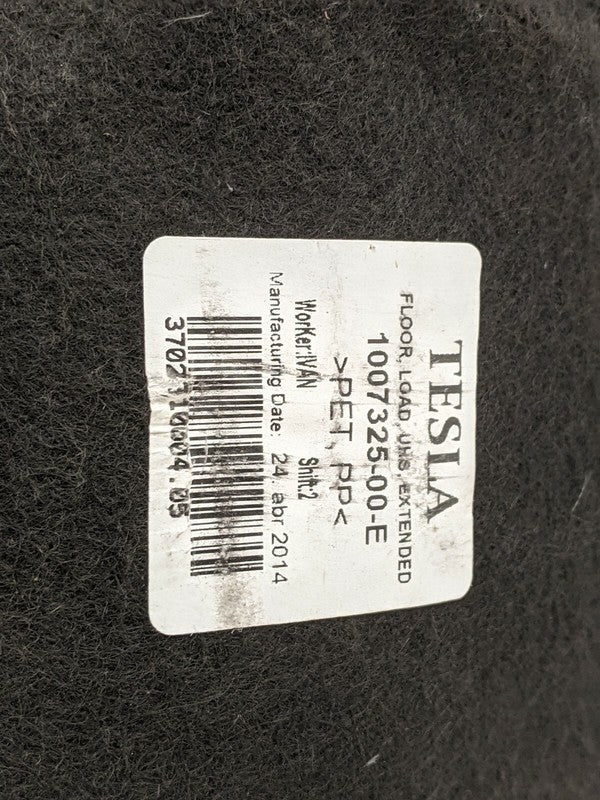 TESLA
FLOOR, LOAD, UHS, EXTENDED
1007325-00-E
>PET, PP<
WorKer:IVAN Shift:2
Manufacturing Date: 24. abr 2014